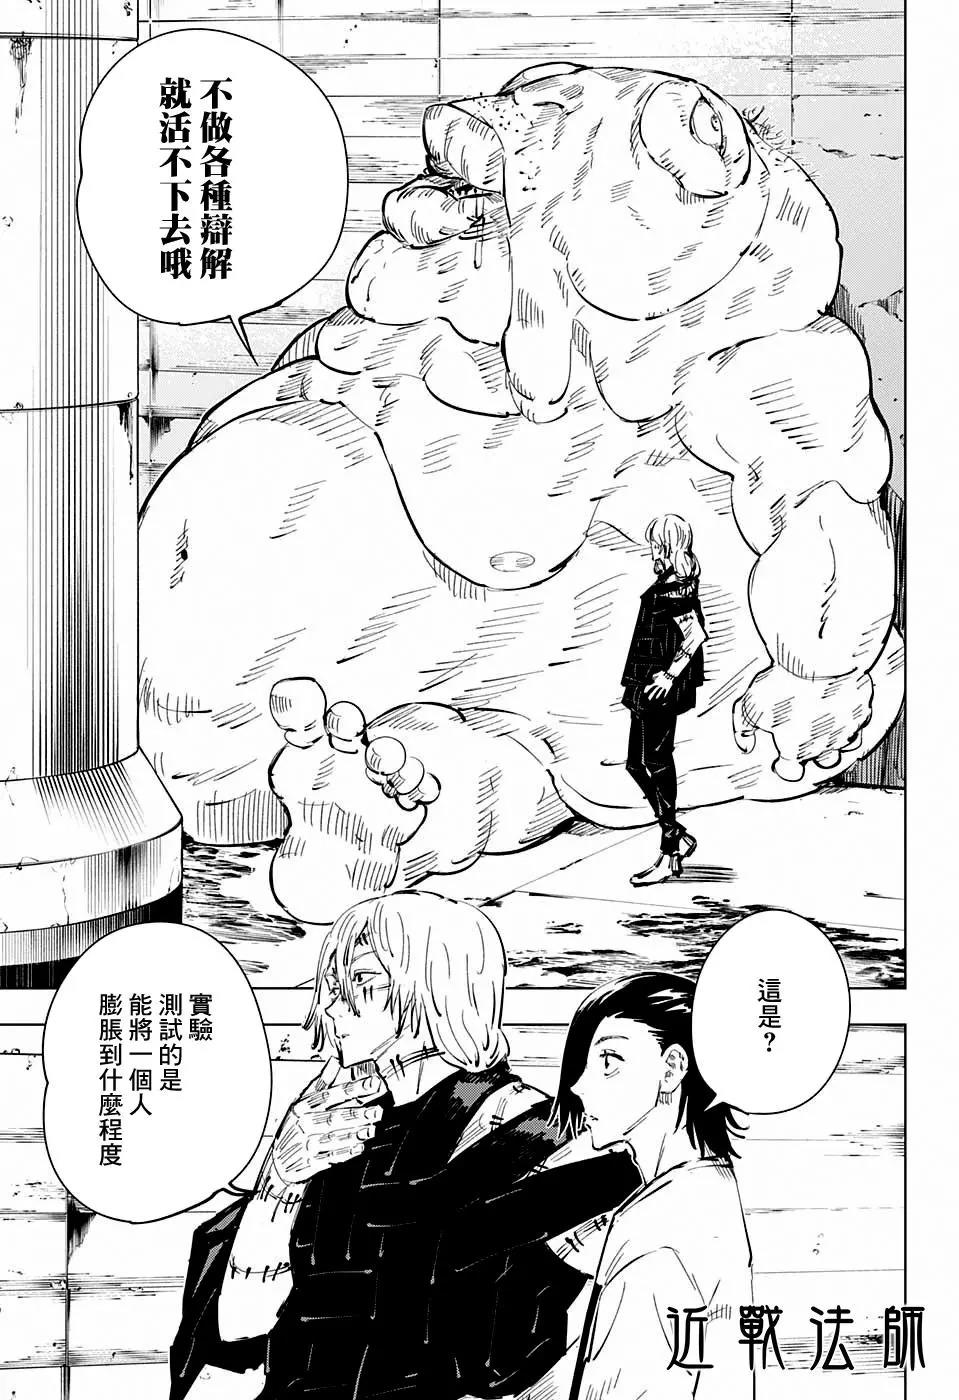 不做各種辯解
就活不下去哦
這是？
實驗
測試的是
能將一個人
膨脹到什麼程度
近戰法師